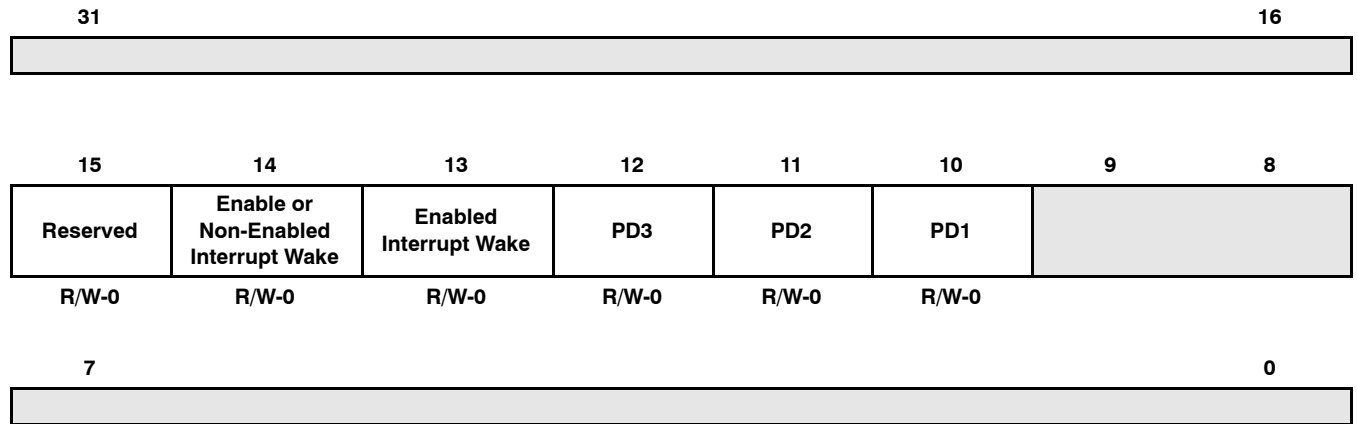 31 16
15 14 13 12 11 10 9 8
Reserved
Enable or
Non-Enabled
Interrupt Wake
Enabled
Interrupt Wake
PD3
PD2
PD1
R/W-0 R/W-0 R/W-0 R/W-0 R/W-0 R/W-0
7 0